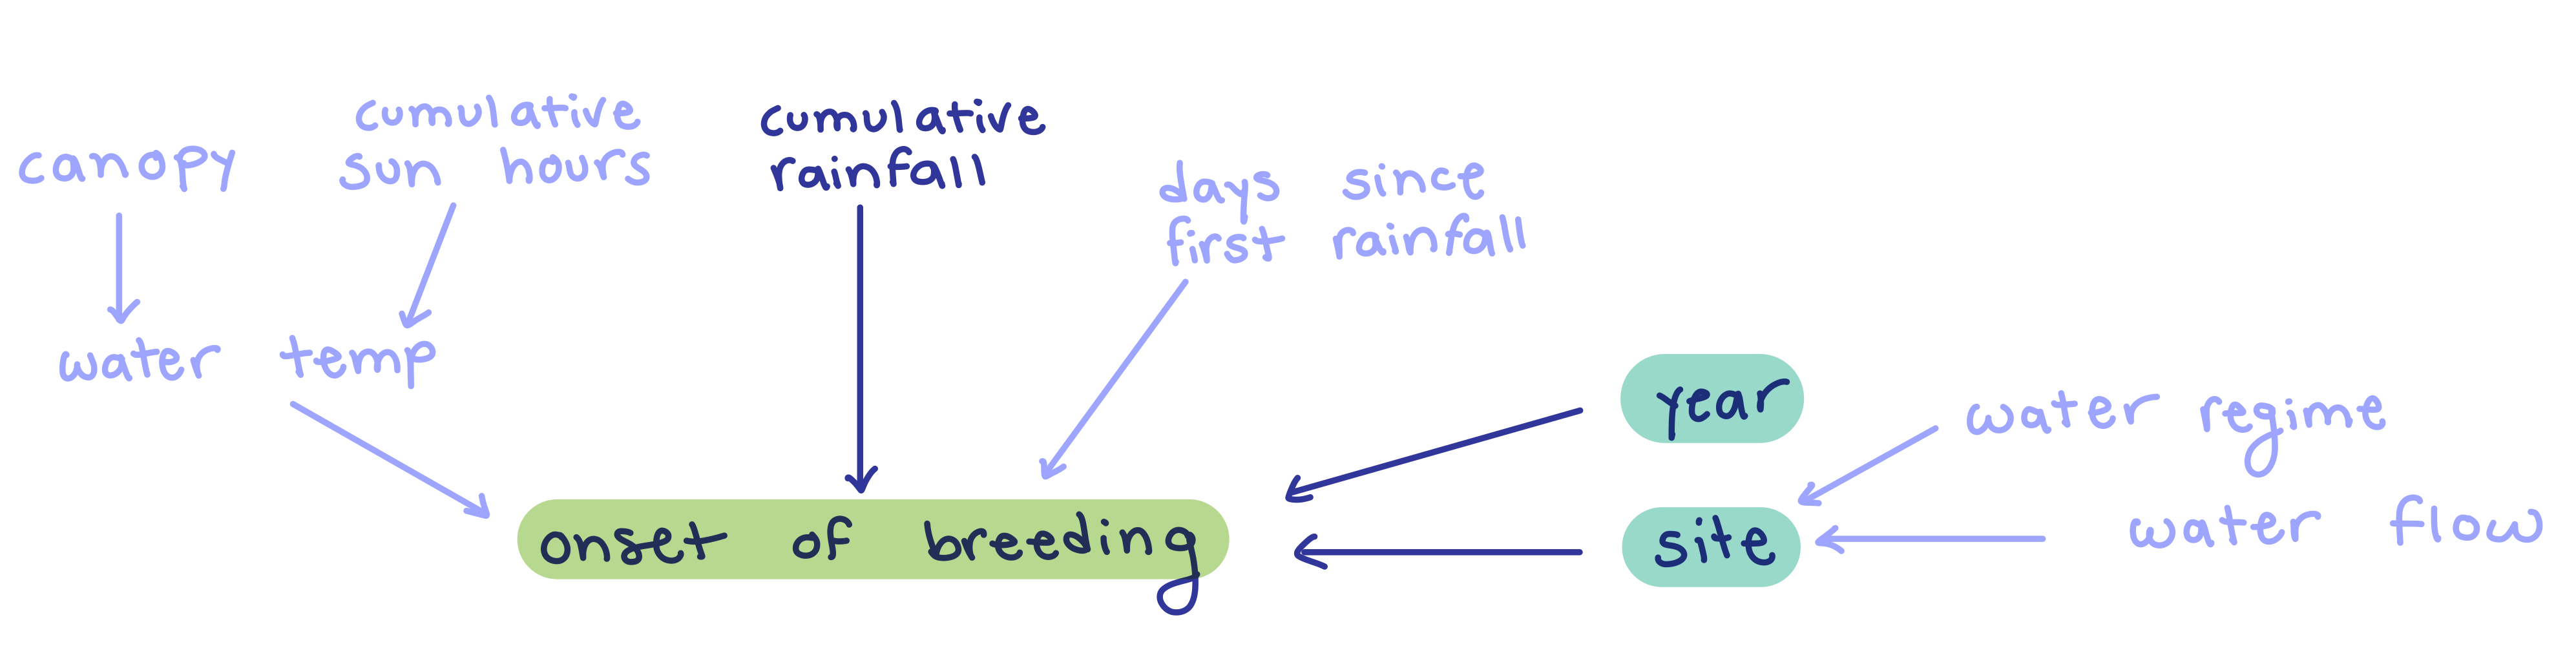 canopy
cumulative
sun hours
cumulative
rainfall
days since
first rainfall
water temp
year
water regime
onset of breeding
site
water flow